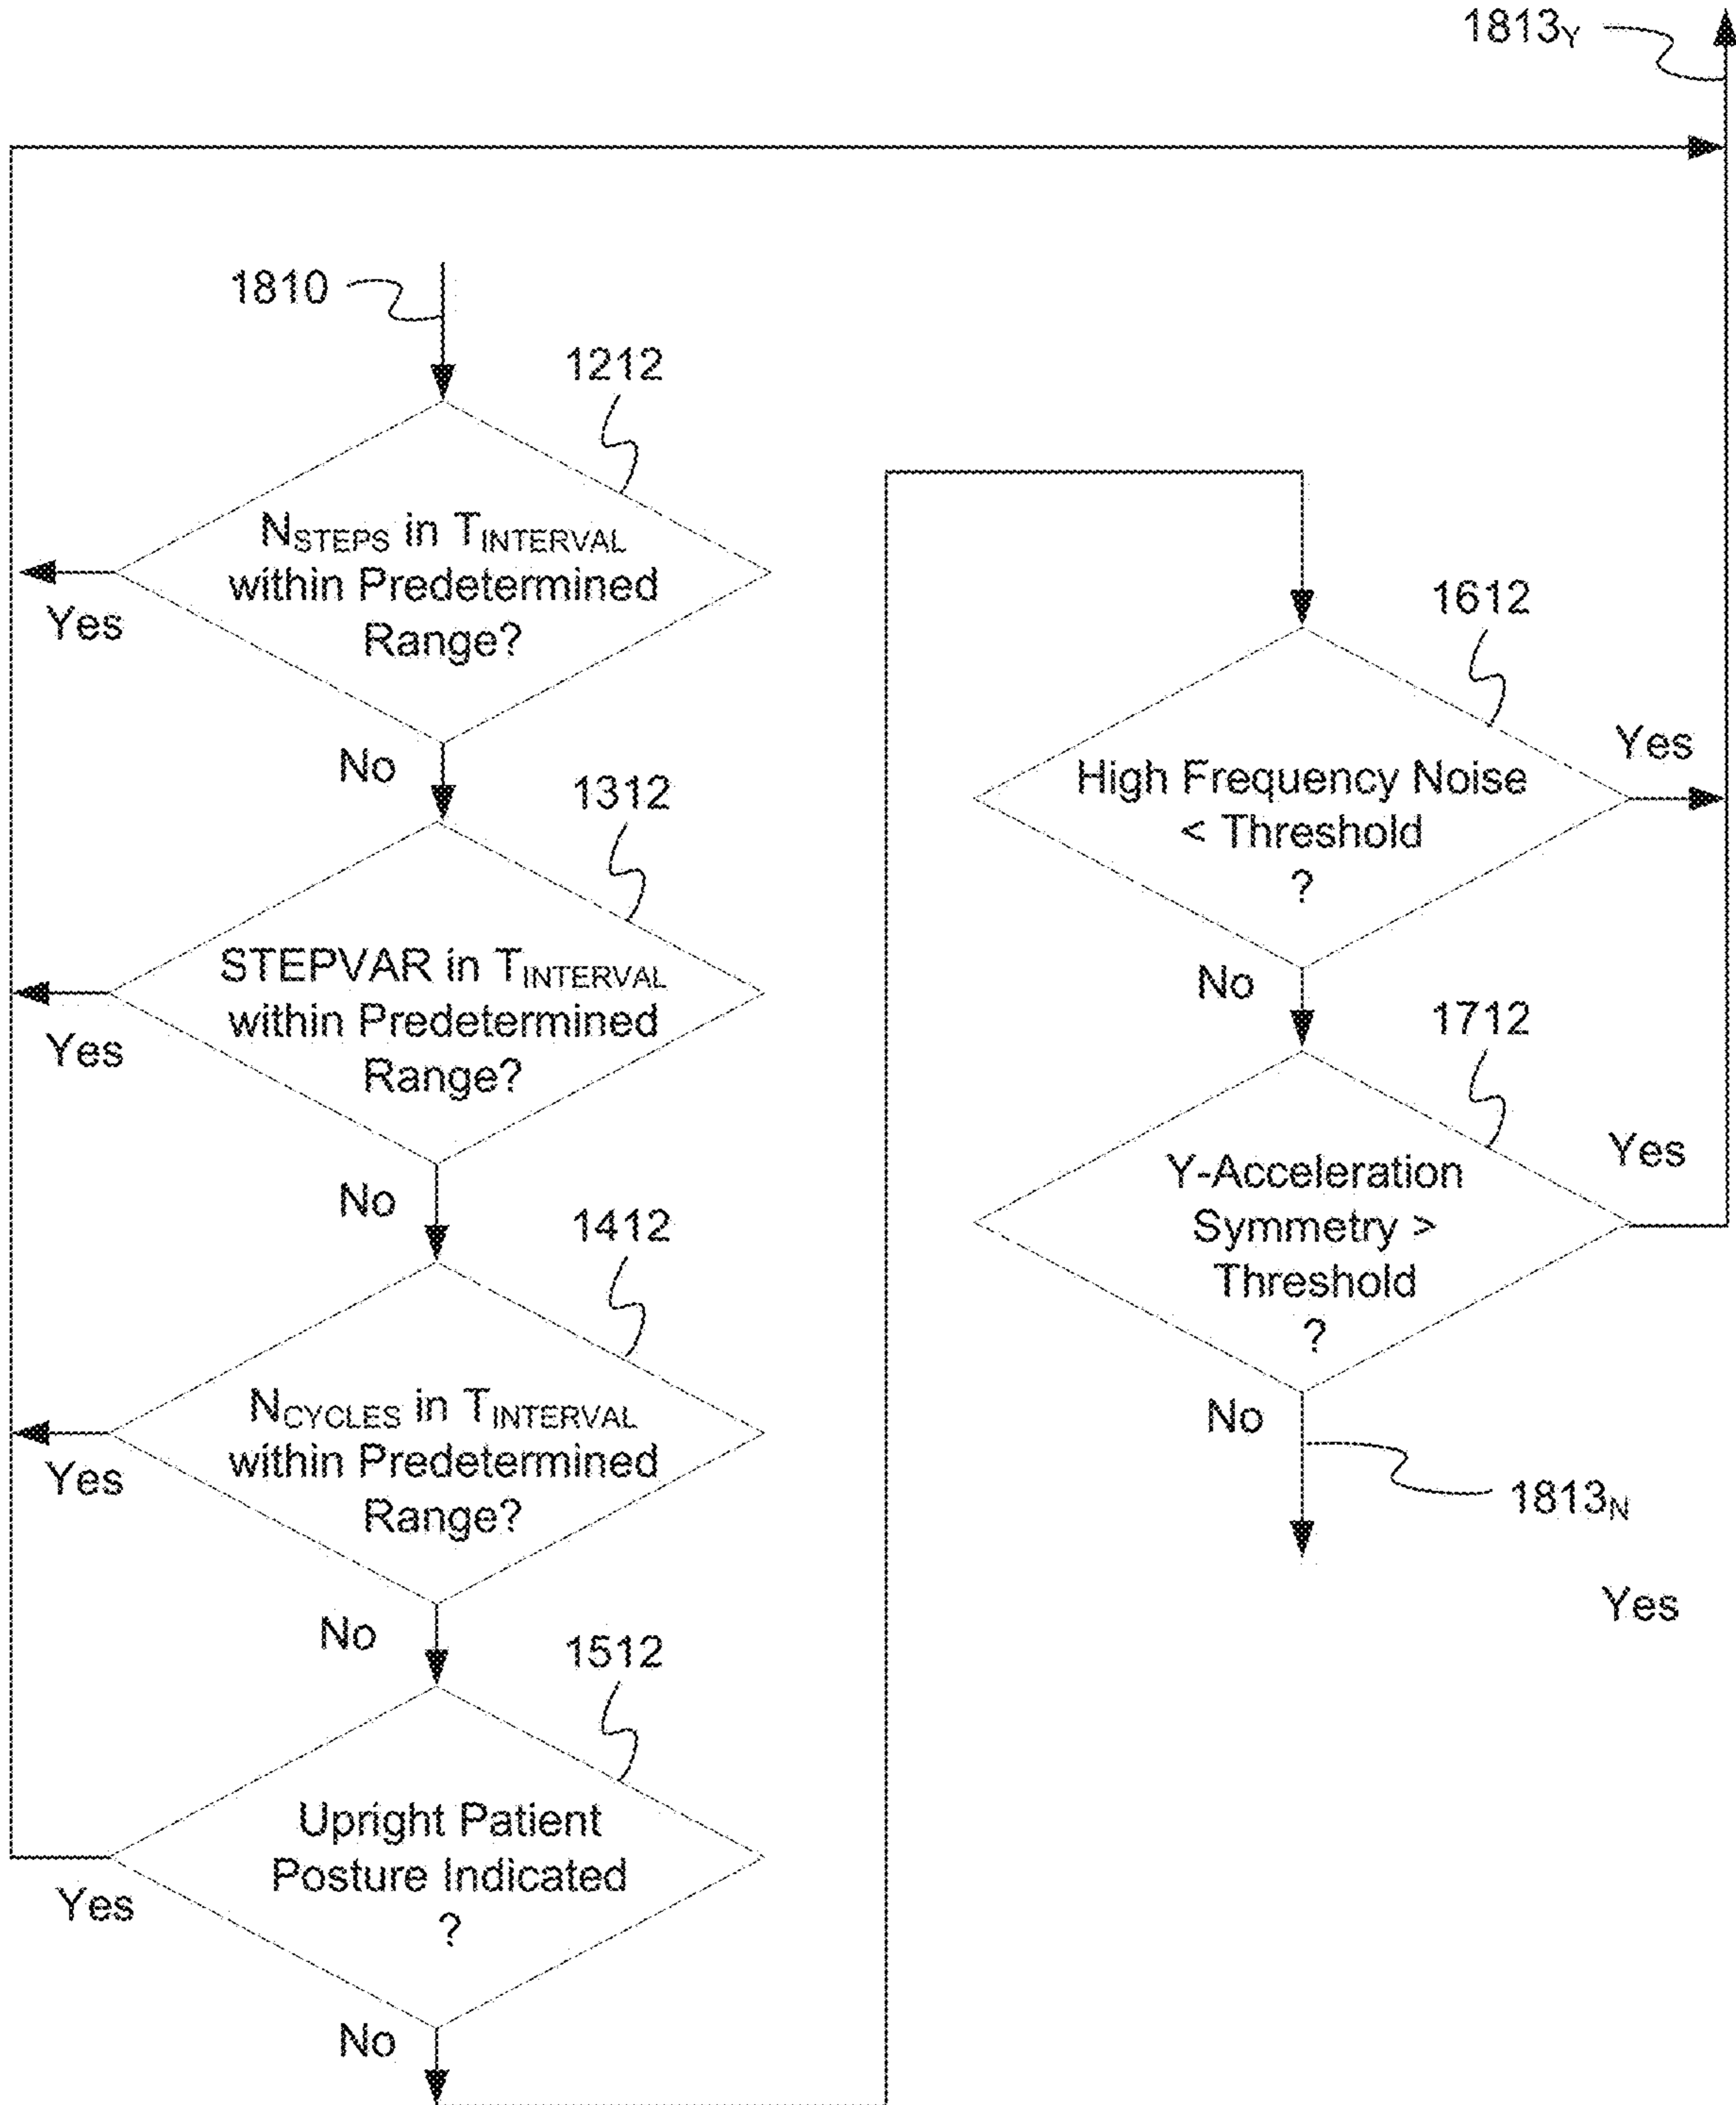 1813Y
1810
1212
NSTEPS in TINTERVAL
within Predetermined
Range?
Yes
No
1312
STEPVAR in TINTERVAL
within Predetermined
Range?
Yes
No
1412
NCYCLES in TINTERVAL
within Predetermined
Range?
Yes
No
1512
Upright Patient
Posture Indicated
?
Yes
No
1612
High Frequency Noise
< Threshold
?
Yes
No
1712
Y-Acceleration
Symmetry >
Threshold
?
Yes
No
1813N
Yes